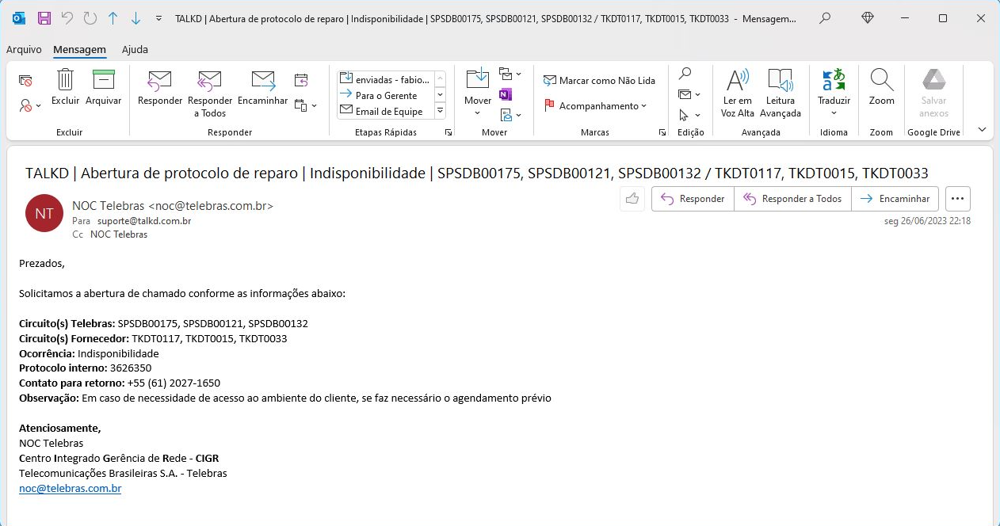 TALKD | Abertura de protocolo de reparo | Indisponibilidade | SPSDB00175, SPSDB00121, SPSDB00132 / TKDT0117, TKDT0015, TKDT0033 - Mensagem...
Arquivo Mensagem Ajuda
Excluir Arquivar
Excluir
Responder Responder a Todos Encaminhar
Responder
enviadas - fabio...
Para o Gerente
Email de Equipe
Etapas Rápidas
Mover
Mover
Marcar como Não Lida
Acompanhamento
Marcas
Edição
Ler em Voz Alta Leitura Avançada
Avançada
Traduzir
Idioma
Zoom
Zoom
Salvar anexos
Google Drive
TALKD | Abertura de protocolo de reparo | Indisponibilidade | SPSDB00175, SPSDB00121, SPSDB00132 / TKDT0117, TKDT0015, TKDT0033
NT
NOC Telebras <noc@telebras.com.br>
Para suporte@talkd.com.br
Cc NOC Telebras
Responder Responder a Todos Encaminhar
seg 26/06/2023 22:18
Prezados,
Solicitamos a abertura de chamado conforme as informações abaixo:
Circuito(s) Telebras: SPSDB00175, SPSDB00121, SPSDB00132
Circuito(s) Fornecedor: TKDT0117, TKDT0015, TKDT0033
Ocorrência: Indisponibilidade
Protocolo interno: 3626350
Contato para retorno: +55 (61) 2027-1650
Observação: Em caso de necessidade de acesso ao ambiente do cliente, se faz necessário o agendamento prévio
Atenciosamente,
NOC Telebras
Centro Integrado Gerência de Rede - CIGR
Telecomunicações Brasileiras S.A. - Telebras
noc@telebras.com.br